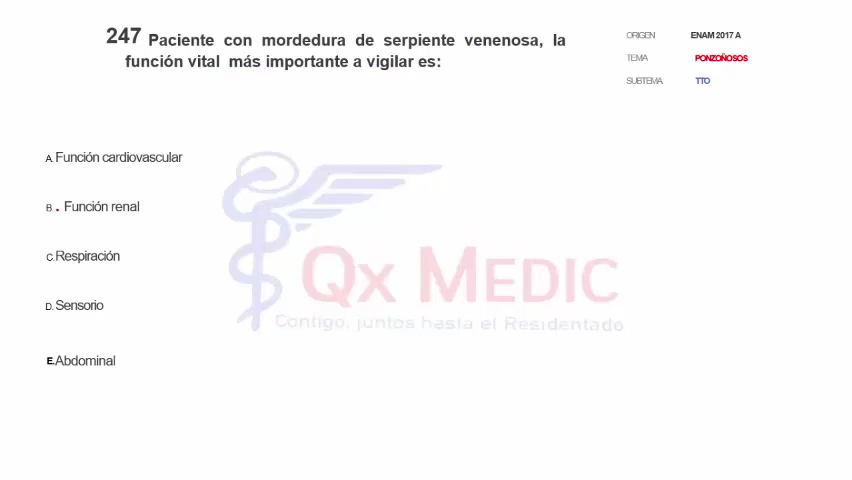 247 Paciente con mordedura de serpiente venenosa, la
función vital más importante a vigilar es:
ORIGEN ENAM 2017 A
TEMA PONZOÑOSOS
SUBTEMA TTO
A. Función cardiovascular
B. Función renal
C. Respiración
D. Sensorio
E. Abdominal
Qx MEDIC
Contigo, juntos hasta el Residentado